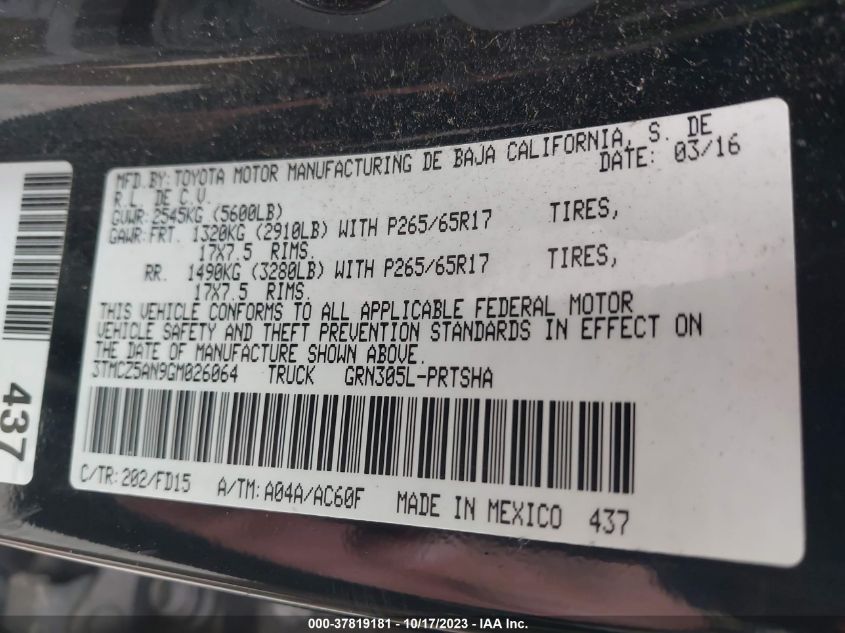 MFD. BY: TOYOTA MOTOR MANUFACTURING DE BAJA CALIFORNIA, S. DE
R.L. DE C.V. DATE: 03/16
GVWR:2545KG (5600LB)
GAWR:FRT. 1320KG (2910LB) WITH P265/65R17 TIRES,
17X7.5 RIMS.
RR. 1490KG (3280LB) WITH P265/65R17 TIRES,
17X7.5 RIMS.
THIS VEHICLE CONFORMS TO ALL APPLICABLE FEDERAL MOTOR
VEHICLE SAFETY AND THEFT PREVENTION STANDARDS IN EFFECT ON
THE DATE OF MANUFACTURE SHOWN ABOVE.
3TMCZ5AN9GM026064 TRUCK GRN305L-PRTSHA
C/TR:202/FD15 A/TM:A04A/AC60F MADE IN MEXICO 437
437
000-37819181 - 10/17/2023 - IAA Inc.